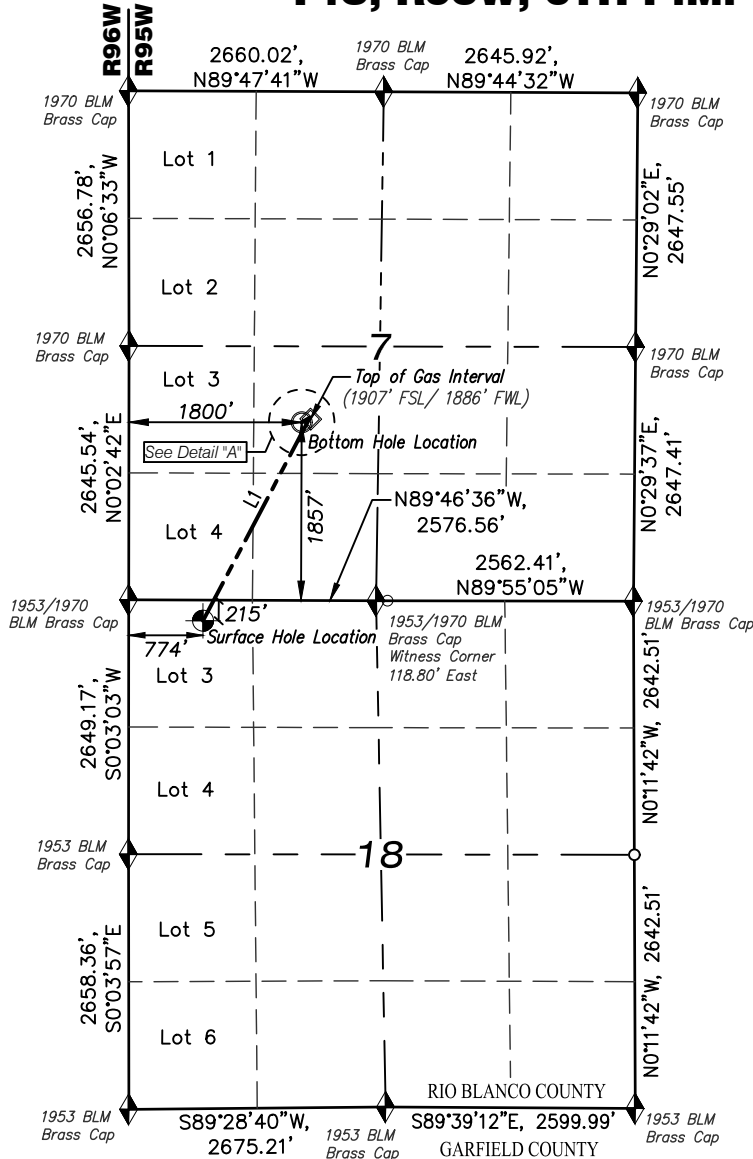 R96W
R95W
2660.02',
N89°47'41"W
1970 BLM
Brass Cap
2645.92',
N89°44'32"W
1970 BLM
Brass Cap
1970 BLM
Brass Cap
Lot 1
2656.78',
N0°06'33"W
N0°29'02"E,
2647.55'
Lot 2
1970 BLM
Brass Cap
7
1970 BLM
Brass Cap
Lot 3
Top of Gas Interval
(1907' FSL/ 1886' FWL)
1800'
See Detail "A"
Bottom Hole Location
2645.54',
N0°02'42"E
N0°29'37"E,
2647.41'
L1
1857'
N89°46'36"W,
2576.56'
Lot 4
2562.41',
N89°55'05"W
1953/1970
BLM Brass Cap
215'
Surface Hole Location
774'
1953/1970 BLM
Brass Cap
Witness Corner
118.80' East
1953/1970
BLM Brass Cap
Lot 3
2649.17',
S0°03'03"W
N0°11'42"W, 2642.51'
Lot 4
1953 BLM
Brass Cap
18
Lot 5
2658.36',
S0°03'57"E
N0°11'42"W, 2642.51'
Lot 6
RIO BLANCO COUNTY
1953 BLM
Brass Cap
S89°28'40"W,
2675.21'
1953 BLM
Brass Cap
S89°39'12"E, 2599.99'
GARFIELD COUNTY
1953 BLM
Brass Cap